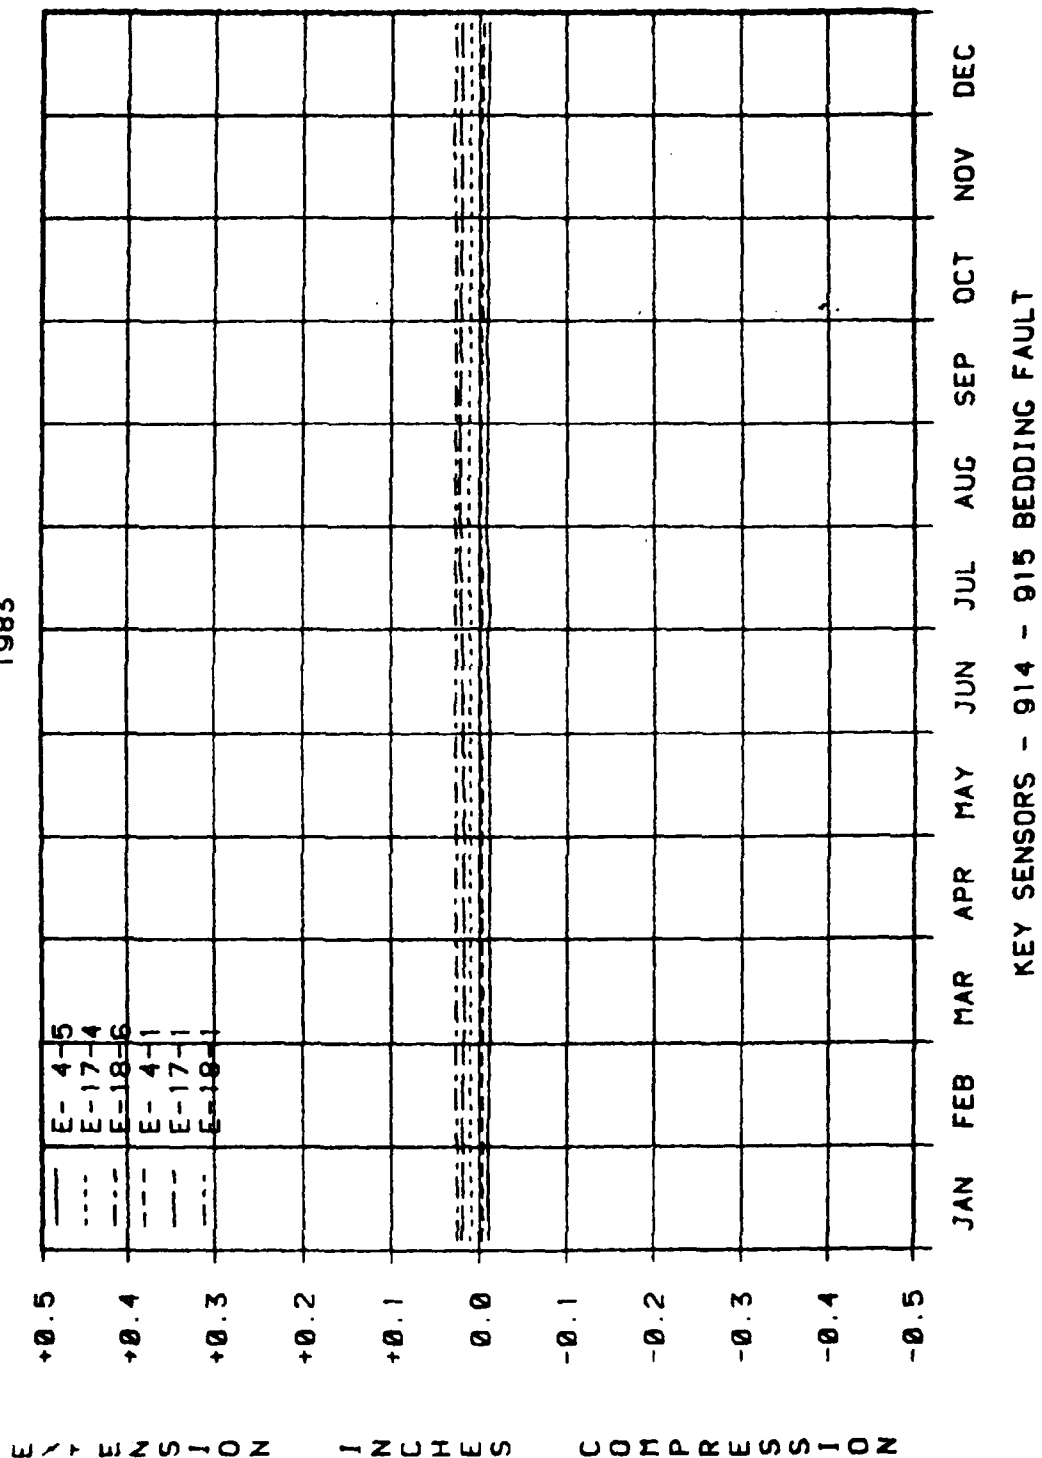 1983
E- 4-5
E-17-4
E-18-6
E- 4-1
E-17-1
E-18-1
+0.5
+0.4
+0.3
+0.2
+0.1
0.0
-0.1
-0.2
-0.3
-0.4
-0.5
EXTENSION INCHES COMPRESSION
JAN FEB MAR APR MAY JUN JUL AUG SEP OCT NOV DEC
KEY SENSORS - 914 - 915 BEDDING FAULT